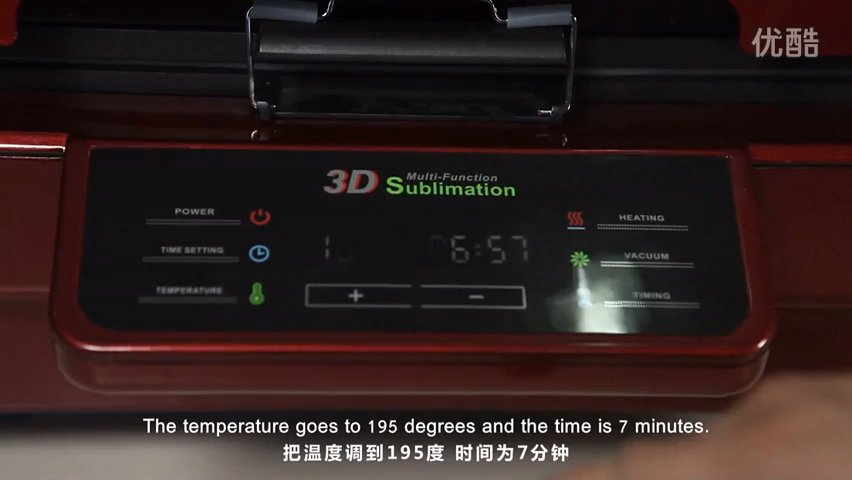 优酷
3D Multi-Function Sublimation
POWER
TIME SETTING
TEMPERATURE
6:57
+
−
HEATING
VACUUM
TIMING
The temperature goes to 195 degrees and the time is 7 minutes.
把温度调到195度 时间为7分钟